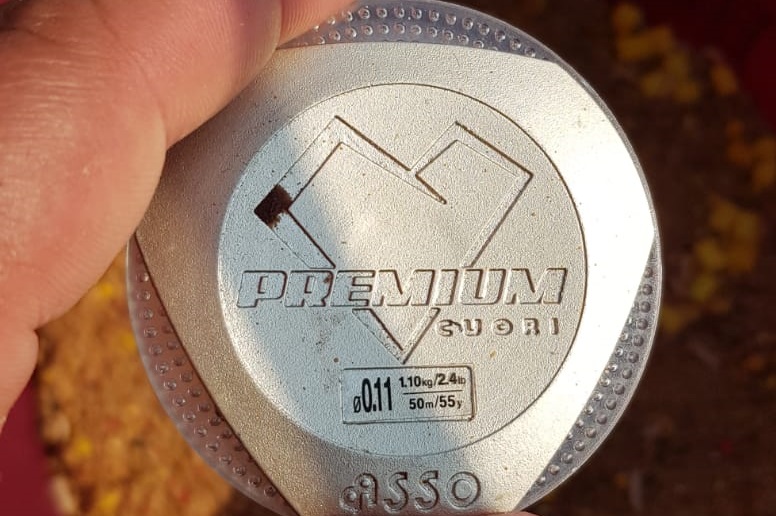 PREMIUM
CUORI
ø0.11 1.10kg/2.4lb
50m/55y
asso